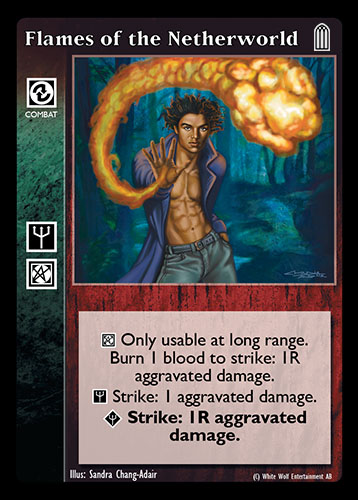 Flames of the Netherworld
COMBAT
Only usable at long range.
Burn 1 blood to strike: 1R
aggravated damage.
Strike: 1 aggravated damage.
Strike: 1R aggravated
damage.
Illus: Sandra Chang-Adair
(C) White Wolf Entertainment AB